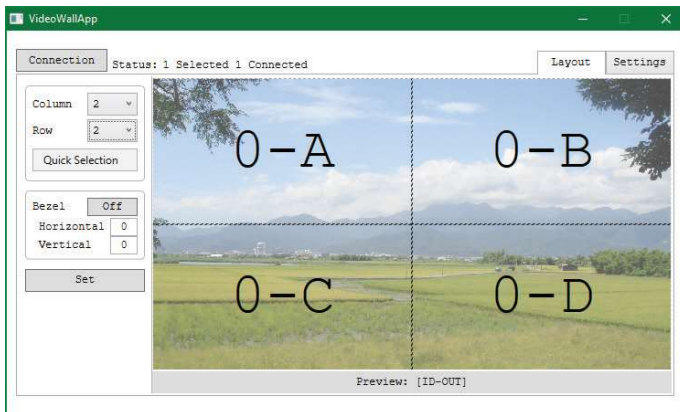 VideoWallApp
Connection Status: 1 Selected 1 Connected
Layout Settings
Column 2
Row 2
Quick Selection
Bezel Off
Horizontal 0
Vertical 0
Set
0-A 0-B
0-C 0-D
Preview: [ID-OUT]